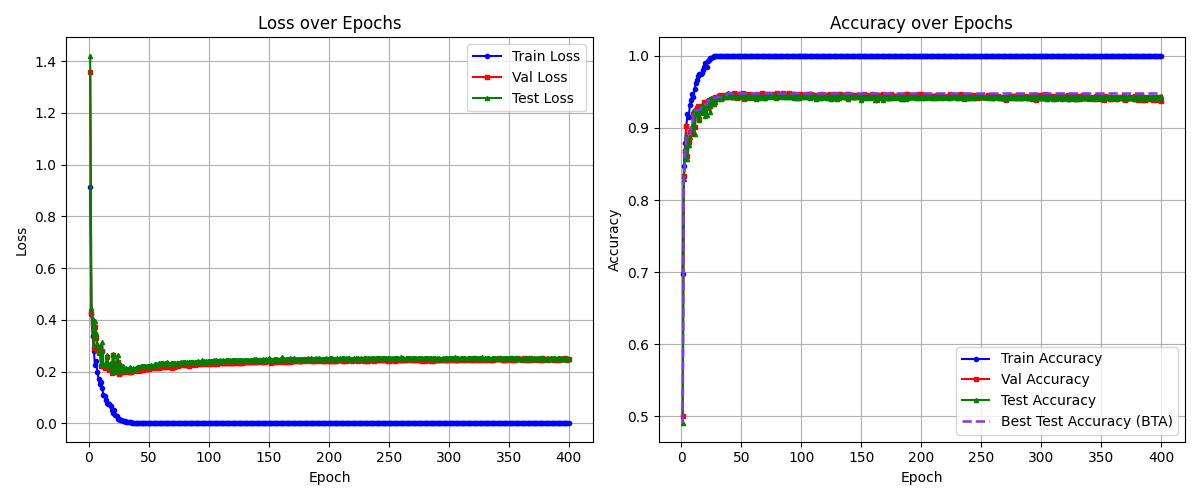 Loss over Epochs
1.4
1.2
1.0
0.8
0.6
0.4
0.2
0.0
Loss
0 50 100 150 200 250 300 350 400
Epoch
Train Loss
Val Loss
Test Loss
Accuracy over Epochs
1.0
0.9
0.8
0.7
0.6
0.5
Accuracy
0 50 100 150 200 250 300 350 400
Epoch
Train Accuracy
Val Accuracy
Test Accuracy
Best Test Accuracy (BTA)